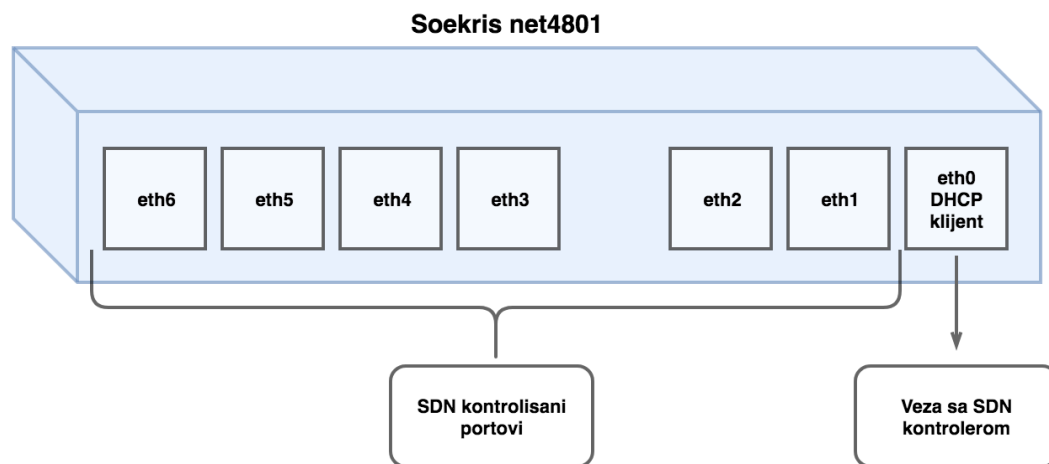 Soekris net4801
eth6
eth5
eth4
eth3
eth2
eth1
eth0
DHCP
klijent
SDN kontrolisani
portovi
Veza sa SDN
kontrolerom